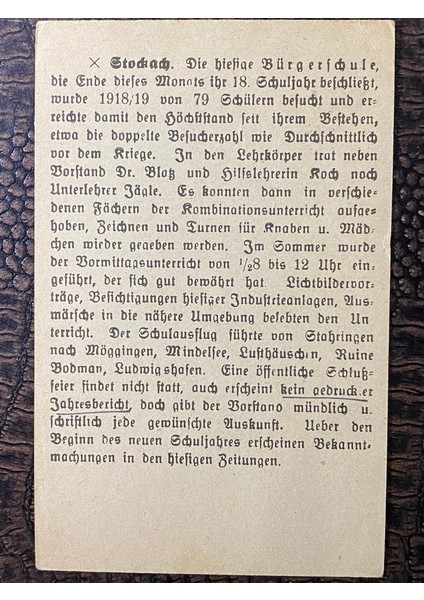 × Stockach. Die hiesige Bürgerschule,
die Ende dieses Monats ihr 18. Schuljahr beschließt,
wurde 1918/19 von 79 Schülern besucht und er-
reichte damit den Höchststand seit ihrem Bestehen,
etwa die doppelte Besucherzahl wie Durchschnittlich
vor dem Kriege. In den Lehrkörper trat neben
Vorstand Dr. Blatz und Hilfslehrerin Koch noch
Unterlehrer Jägle. Es konnten dann in verschie-
denen Fächern der Kombinationsunterricht aufge-
hoben, Zeichnen und Turnen für Knaben u. Mäd-
chen wieder gegeben werden. Im Sommer wurde
der Vormittagsunterricht von ½8 bis 12 Uhr ein-
geführt, der sich gut bewährt hat. Lichtbildervor-
träge, Besichtigungen hiesiger Industrieanlagen, Aus-
märsche in die nähere Umgebung belebten den Un
terricht. Der Schulausflug führte von Stahringen
nach Möggingen, Mindelsee, Lusthäuschen, Ruine
Bodman, Ludwigshafen. Eine öffentliche Schluß-
feier findet nicht statt, auch erscheint kein gedruckter
Jahresbericht, doch gibt der Vorstand mündlich u.
schriftlich jede gewünschte Auskunft. Ueber den
Beginn des neuen Schuljahres erscheinen Bekannt-
machungen in den hiesigen Zeitungen.